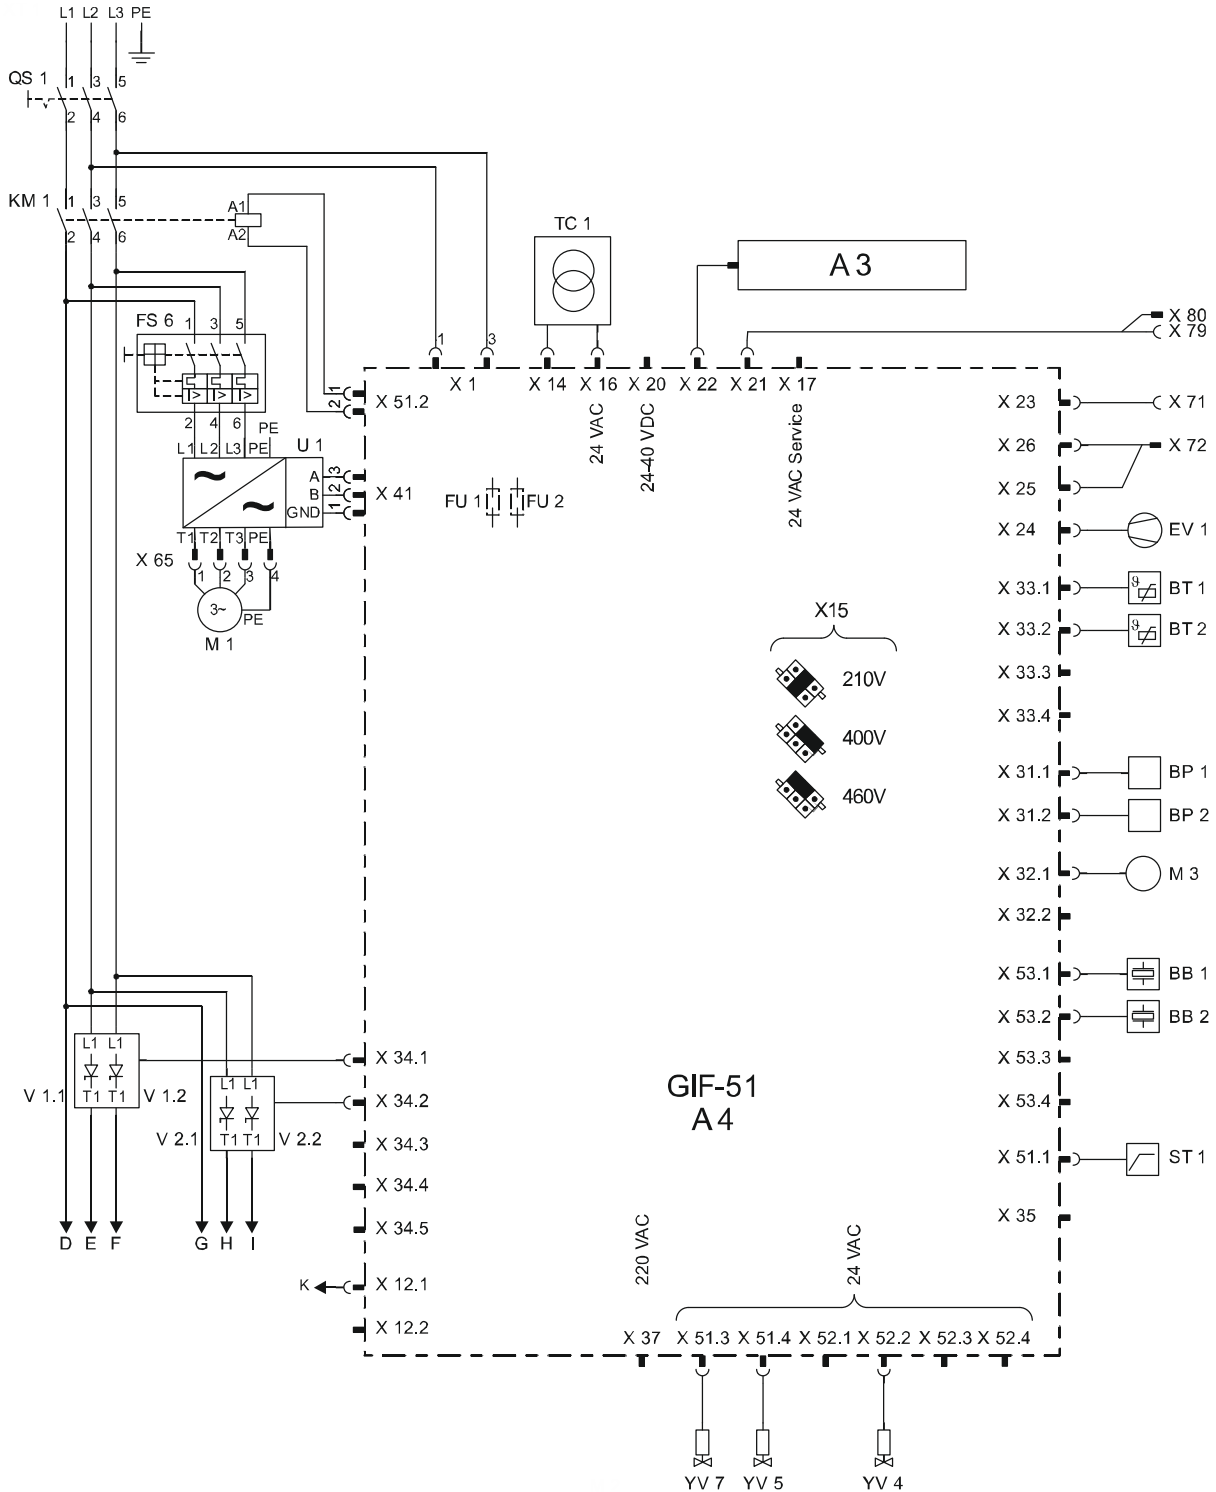 L1 L2 L3 PE
QS 1
1 3 5
2 4 6
KM 1
1 3 5
2 4 6
A1
A2
TC 1
A 3
X 80
X 79
FS 6
1 3 5
I> I> I>
2 4 6
PE
L1 L2 L3 PE
U 1
~
~
A 3
B 2
GND 1
T1 T2 T3 PE
X 65
1 2 3 4
3~
PE
M 1
1 3
X 1 X 14 X 16 X 20 X 22 X 21 X 17
24 VAC
24-40 VDC
24 VAC Service
1
2
X 51.2
X 41
FU 1 FU 2
X 23 X 71
X 26 X 72
X 25
X 24 EV 1
X 33.1 ϑ BT 1
X 33.2 ϑ BT 2
X 33.3
X 33.4
X15
210V
400V
460V
X 31.1 BP 1
X 31.2 BP 2
X 32.1 M 3
X 32.2
X 53.1 BB 1
X 53.2 BB 2
X 53.3
X 53.4
X 51.1 ST 1
X 35
L1 L1
V 1.1 T1 T1 V 1.2
L1 L1
V 2.1 T1 T1 V 2.2
X 34.1
X 34.2
X 34.3
X 34.4
X 34.5
GIF-51
A 4
D E F G H I
K X 12.1
X 12.2
220 VAC
24 VAC
X 37 X 51.3 X 51.4 X 52.1 X 52.2 X 52.3 X 52.4
YV 7 YV 5 YV 4